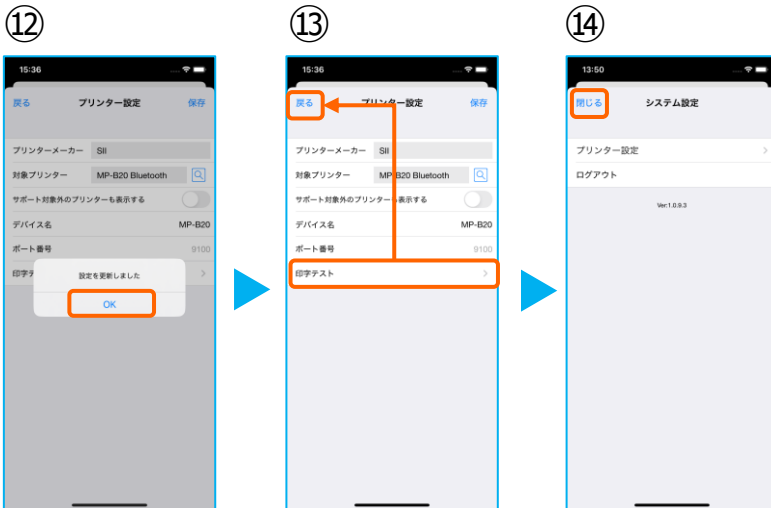 ⑫
15:36
戻る プリンター設定 保存
プリンターメーカー SII
対象プリンター MP-B20 Bluetooth
サポート対象外のプリンターも表示する
デバイス名 MP-B20
ポート番号 9100
印字テ
設定を更新しました
OK
⑬
15:36
戻る プリンター設定 保存
プリンターメーカー SII
対象プリンター MP-B20 Bluetooth
サポート対象外のプリンターも表示する
デバイス名 MP-B20
ポート番号 9100
印字テスト
⑭
13:50
閉じる システム設定
プリンター設定
ログアウト
Ver:1.0.9.3